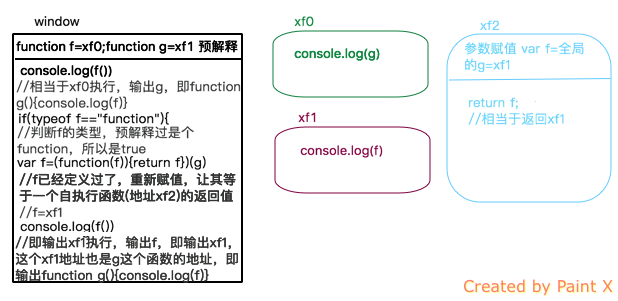 window
function f=xf0;function g=xf1 预解释
console.log(f())
//相当于xf0执行，输出g，即function
g(){console.log(f)}
if(typeof f=="function"){
//判断f的类型，预解释过是个
function，所以是true
var f=(function(f)){return f})(g)
//f已经定义过了，重新赋值，让其等
于一个自执行函数(地址xf2)的返回值
//f=xf1
console.log(f())
//即输出xf1执行，输出f，即输出xf1，
这个xf1地址也是g这个函数的地址，即
输出function g(){console.log(f)}
xf0
console.log(g)
xf1
console.log(f)
xf2
参数赋值 var f=全局
的g=xf1
return f;
//相当于返回xf1
Created by Paint X